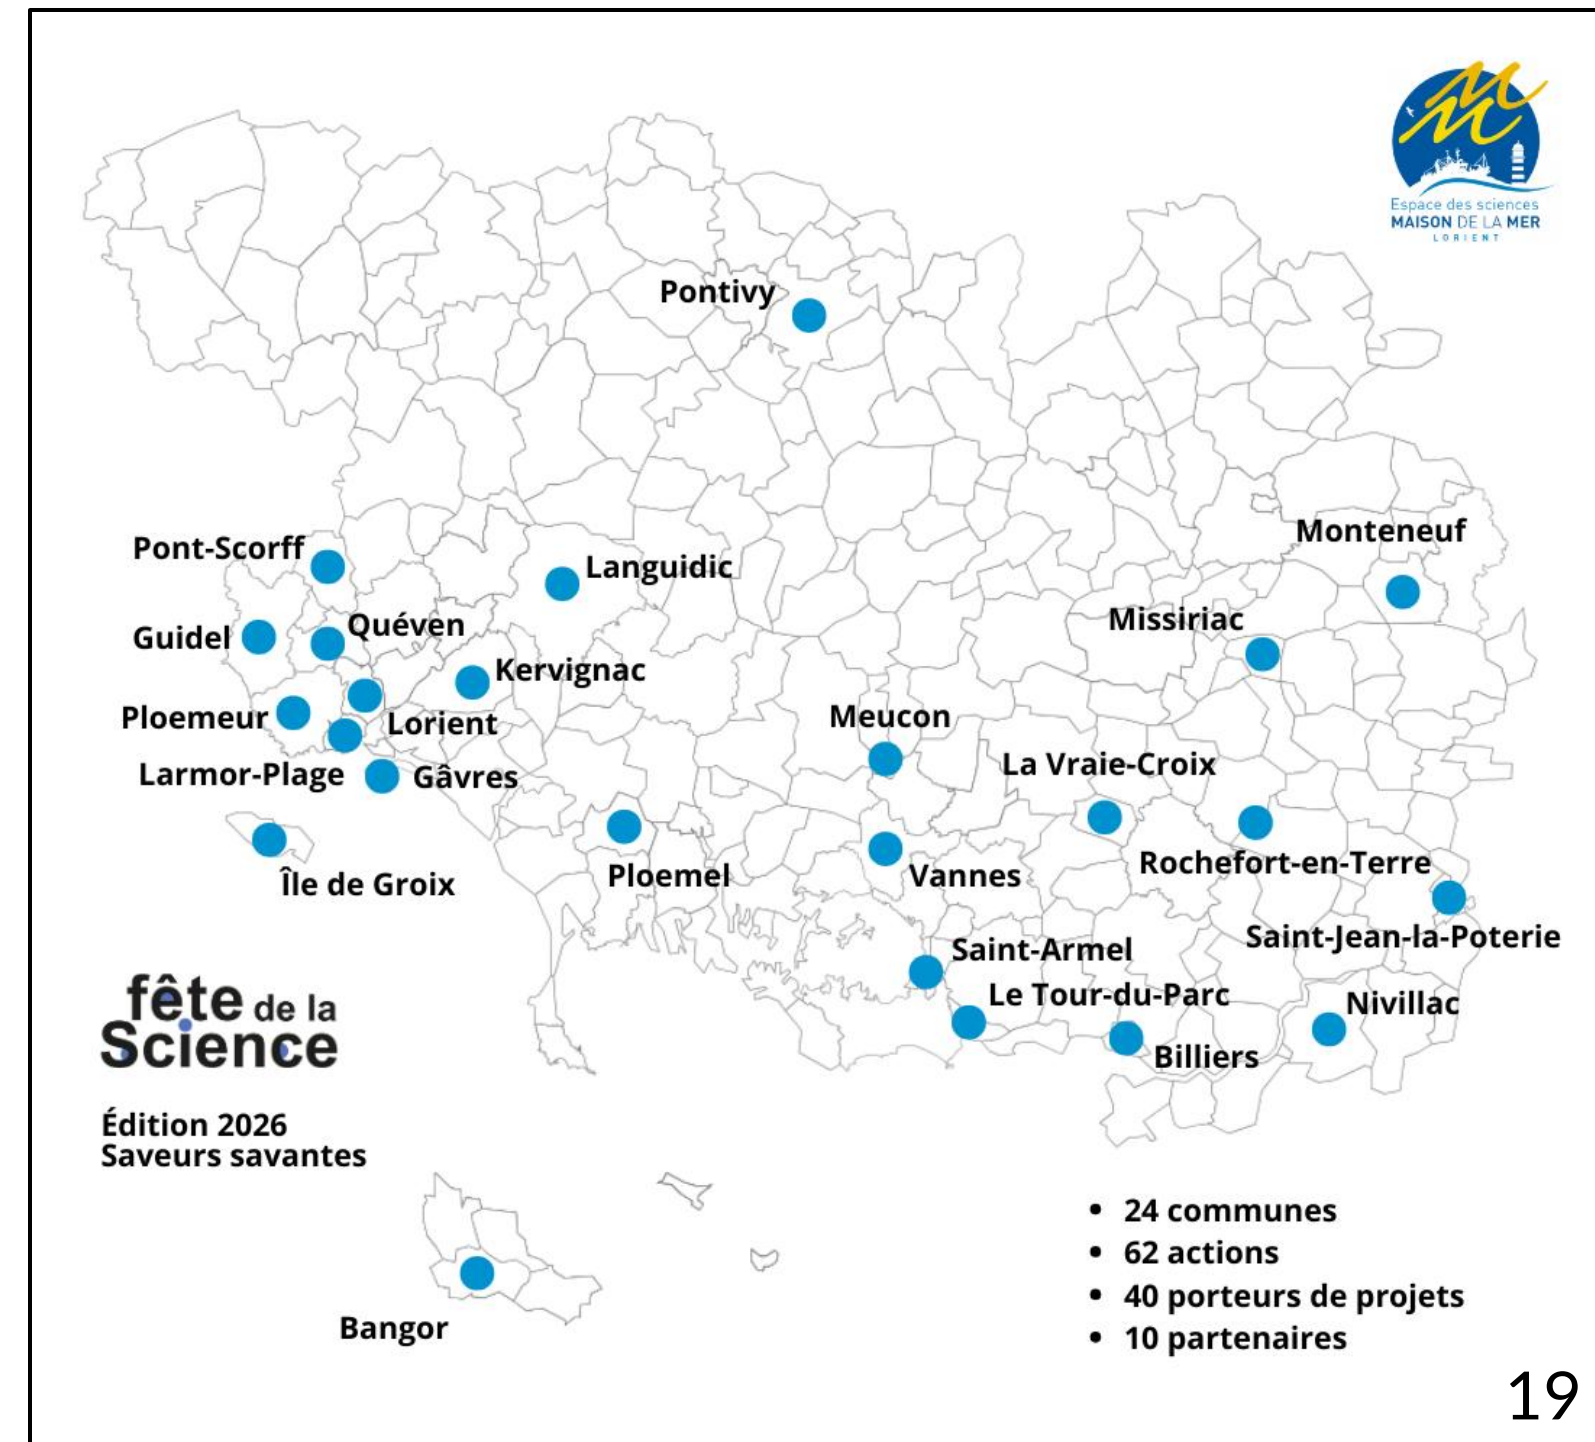 Espace des sciences
MAISON DE LA MER
LORIENT
Pontivy
Monteneuf
Pont-Scorff
Languidic
Missiriac
Quéven
Guidel
Kervignac
Meucon
Ploemeur
Lorient
La Vraie-Croix
Larmor-Plage
Gâvres
Rochefort-en-Terre
Ploemel
Vannes
Île de Groix
Saint-Jean-la-Poterie
Saint-Armel
Le Tour-du-Parc
Nivillac
Billiers
fête de la
Science
Édition 2026
Saveurs savantes
Bangor
• 24 communes
• 62 actions
• 40 porteurs de projets
• 10 partenaires
19